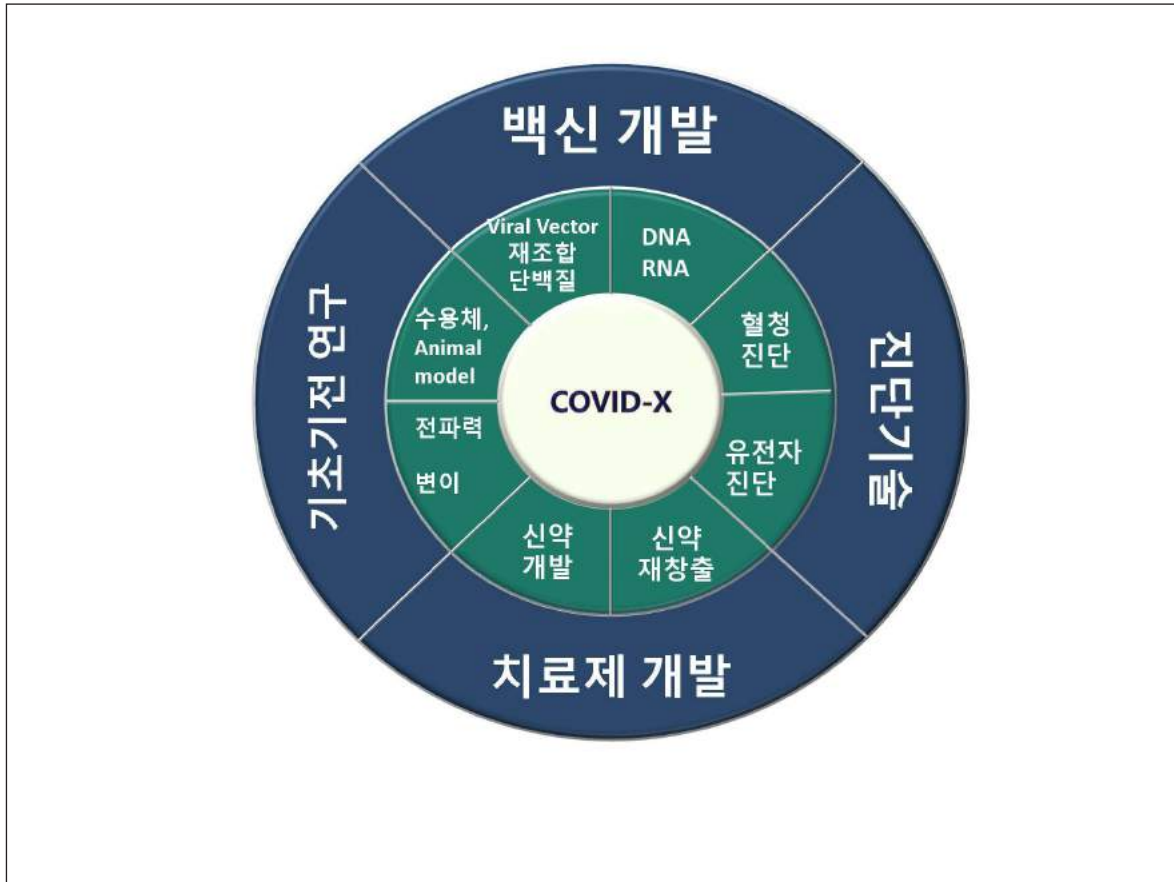 백신 개발
Viral Vector
재조합
단백질
DNA
RNA
수용체,
Animal
model
혈청
진단
기초기전 연구
COVID-X
진단기술
전파력
변이
유전자
진단
신약
개발
신약
재창출
치료제 개발